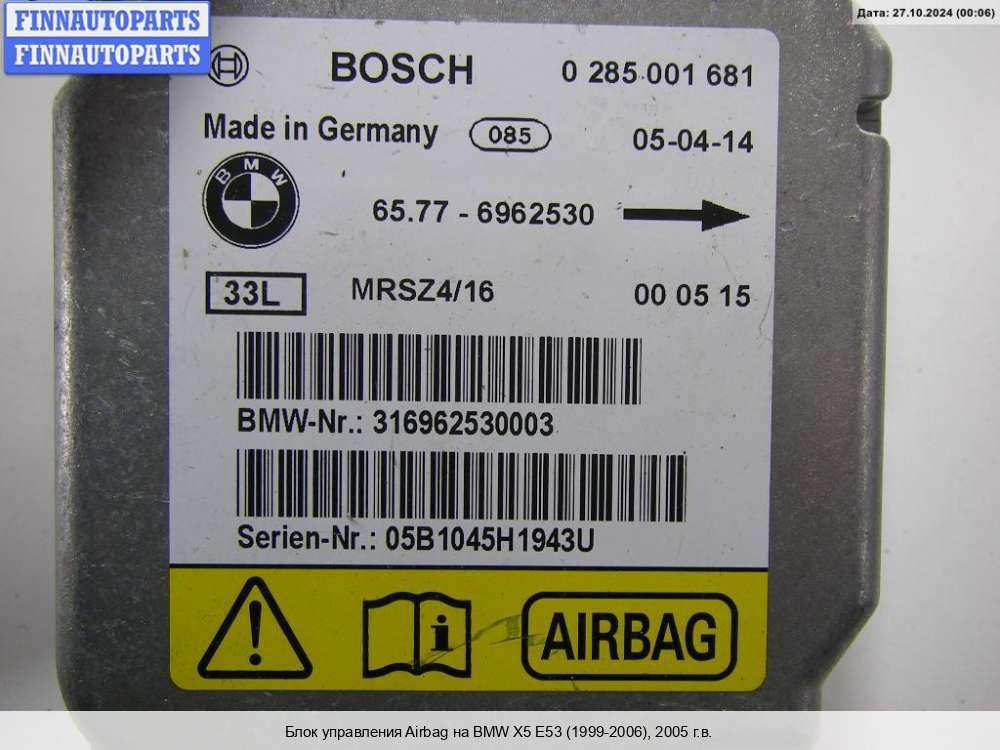 FINNAUTOPARTS
FINNAUTOPARTS
Дата: 27.10.2024 (00:06)
BOSCH 0 285 001 681
Made in Germany 085 05-04-14
BMW
65.77 - 6962530
33L MRSZ4/16 00 05 15
BMW-Nr.: 316962530003
Serien-Nr.: 05B1045H1943U
AIRBAG
Блок управления Airbag на BMW X5 E53 (1999-2006), 2005 г.в.